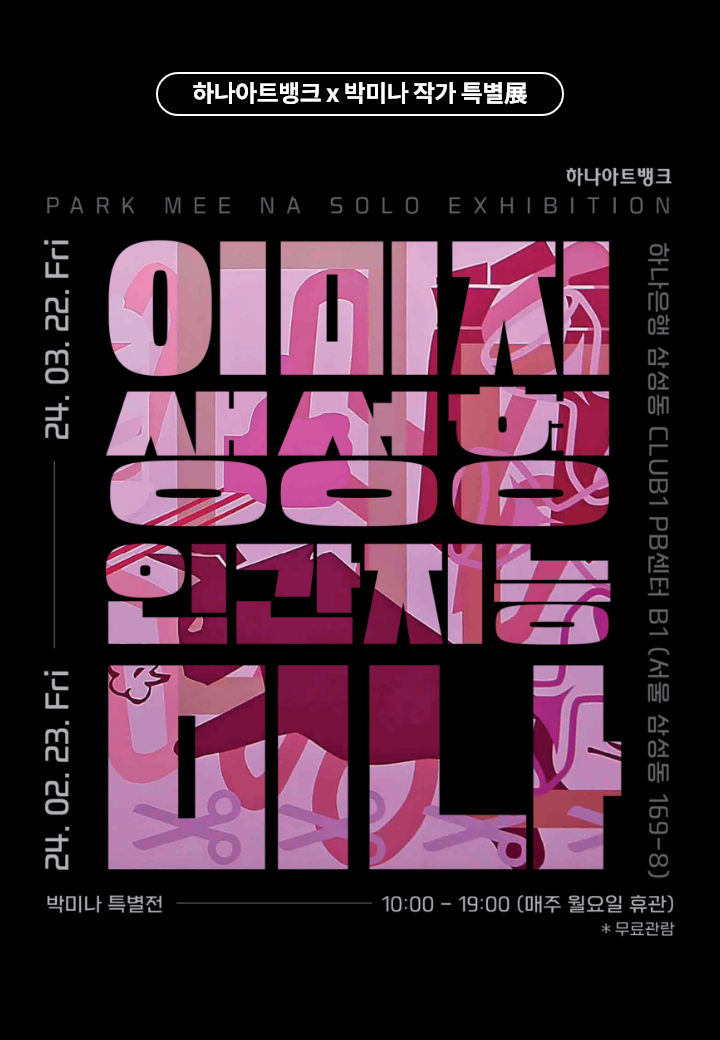 하나아트뱅크 x 박미나 작가 특별展
하나아트뱅크
PARK MEE NA SOLO EXHIBITION
24. 02. 23. Fri
24. 03. 22. Fri
이미지
생성형
인간지능
미나
하나은행 삼성동 CLUB1 PB센터 B1 (서울 삼성동 169-8)
박미나 특별전
10:00 - 19:00 (매주 월요일 휴관)
* 무료관람